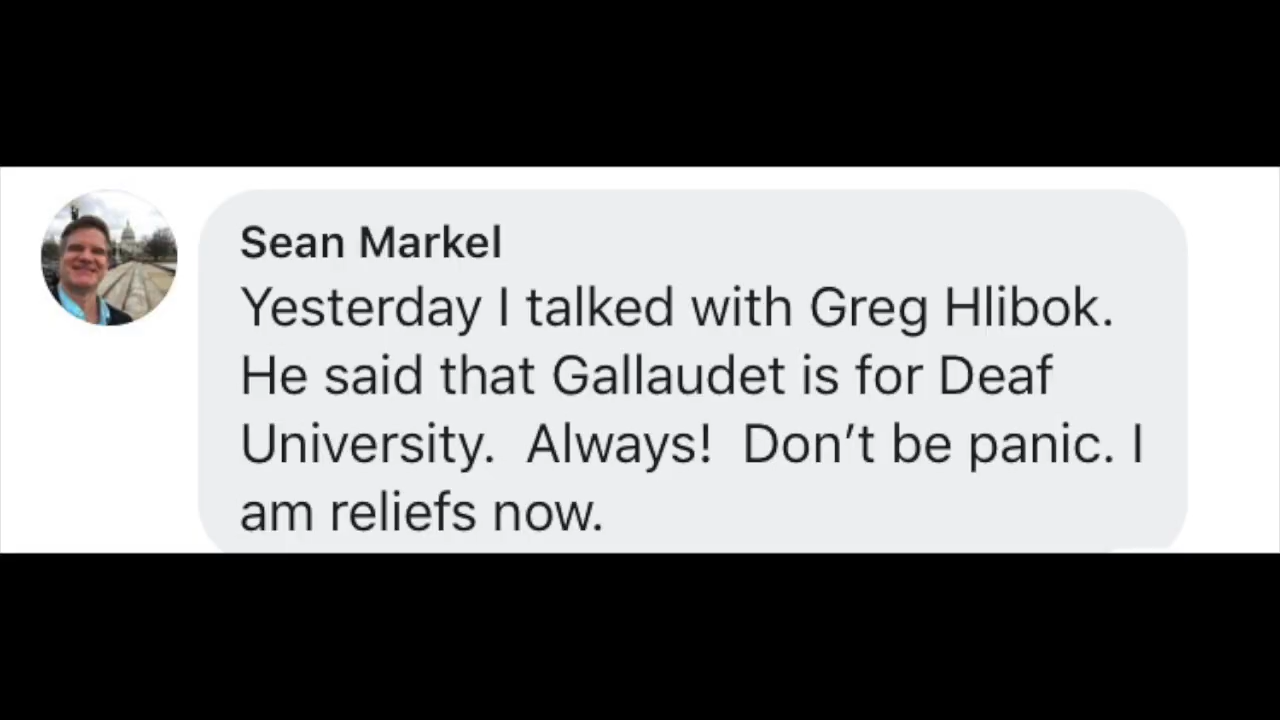 Sean Markel
Yesterday I talked with Greg Hlibok.
He said that Gallaudet is for Deaf
University.  Always!  Don’t be panic. I
am reliefs now.